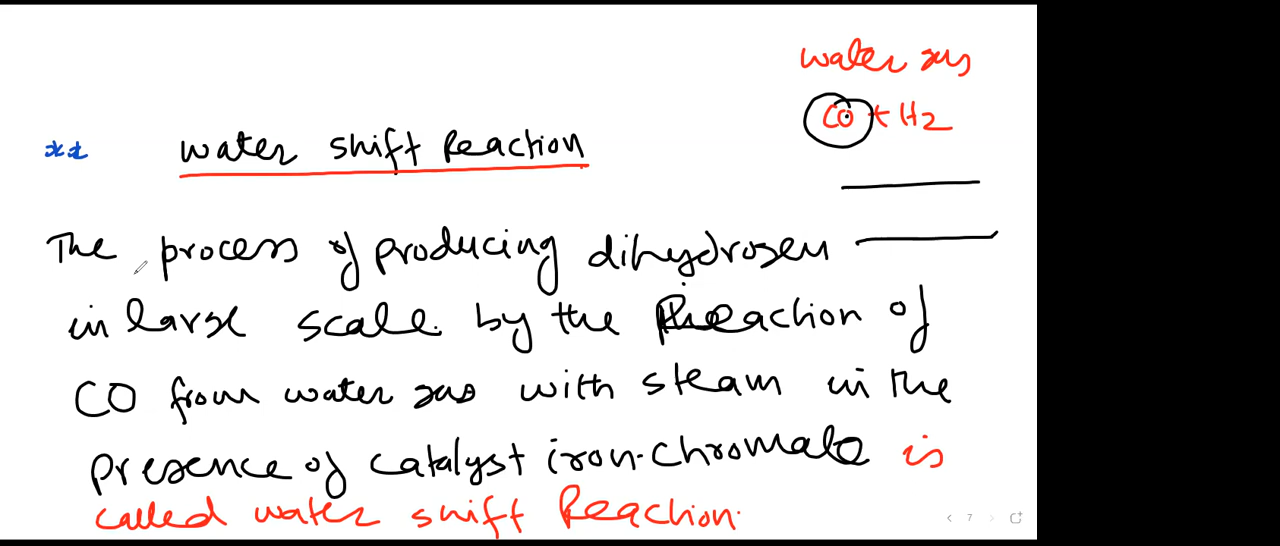 water gas
CO + H2
** water shift Reaction
The process of producing dihydrogen
in large scale by the Reaction of
CO from water gas with steam in the
presence of catalyst iron-chromate is
called water shift Reaction.
7